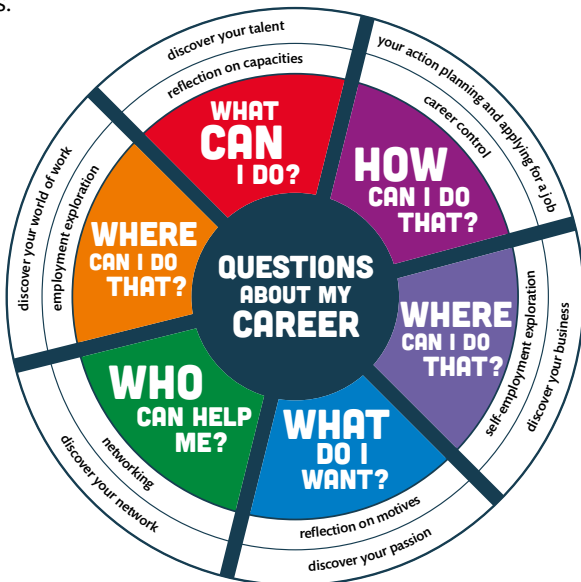 s.
discover your talent
reflection on capacities
WHAT
CAN
I DO?
your action planning and applying for a job
career control
HOW
CAN I DO
THAT?
discover your business
self-employment exploration
WHERE
CAN I DO
THAT?
discover your passion
reflection on motives
WHAT
DO I
WANT?
discover your network
networking
WHO
CAN HELP
ME?
discover your world of work
employment exploration
WHERE
CAN I DO
THAT?
QUESTIONS
ABOUT MY
CAREER